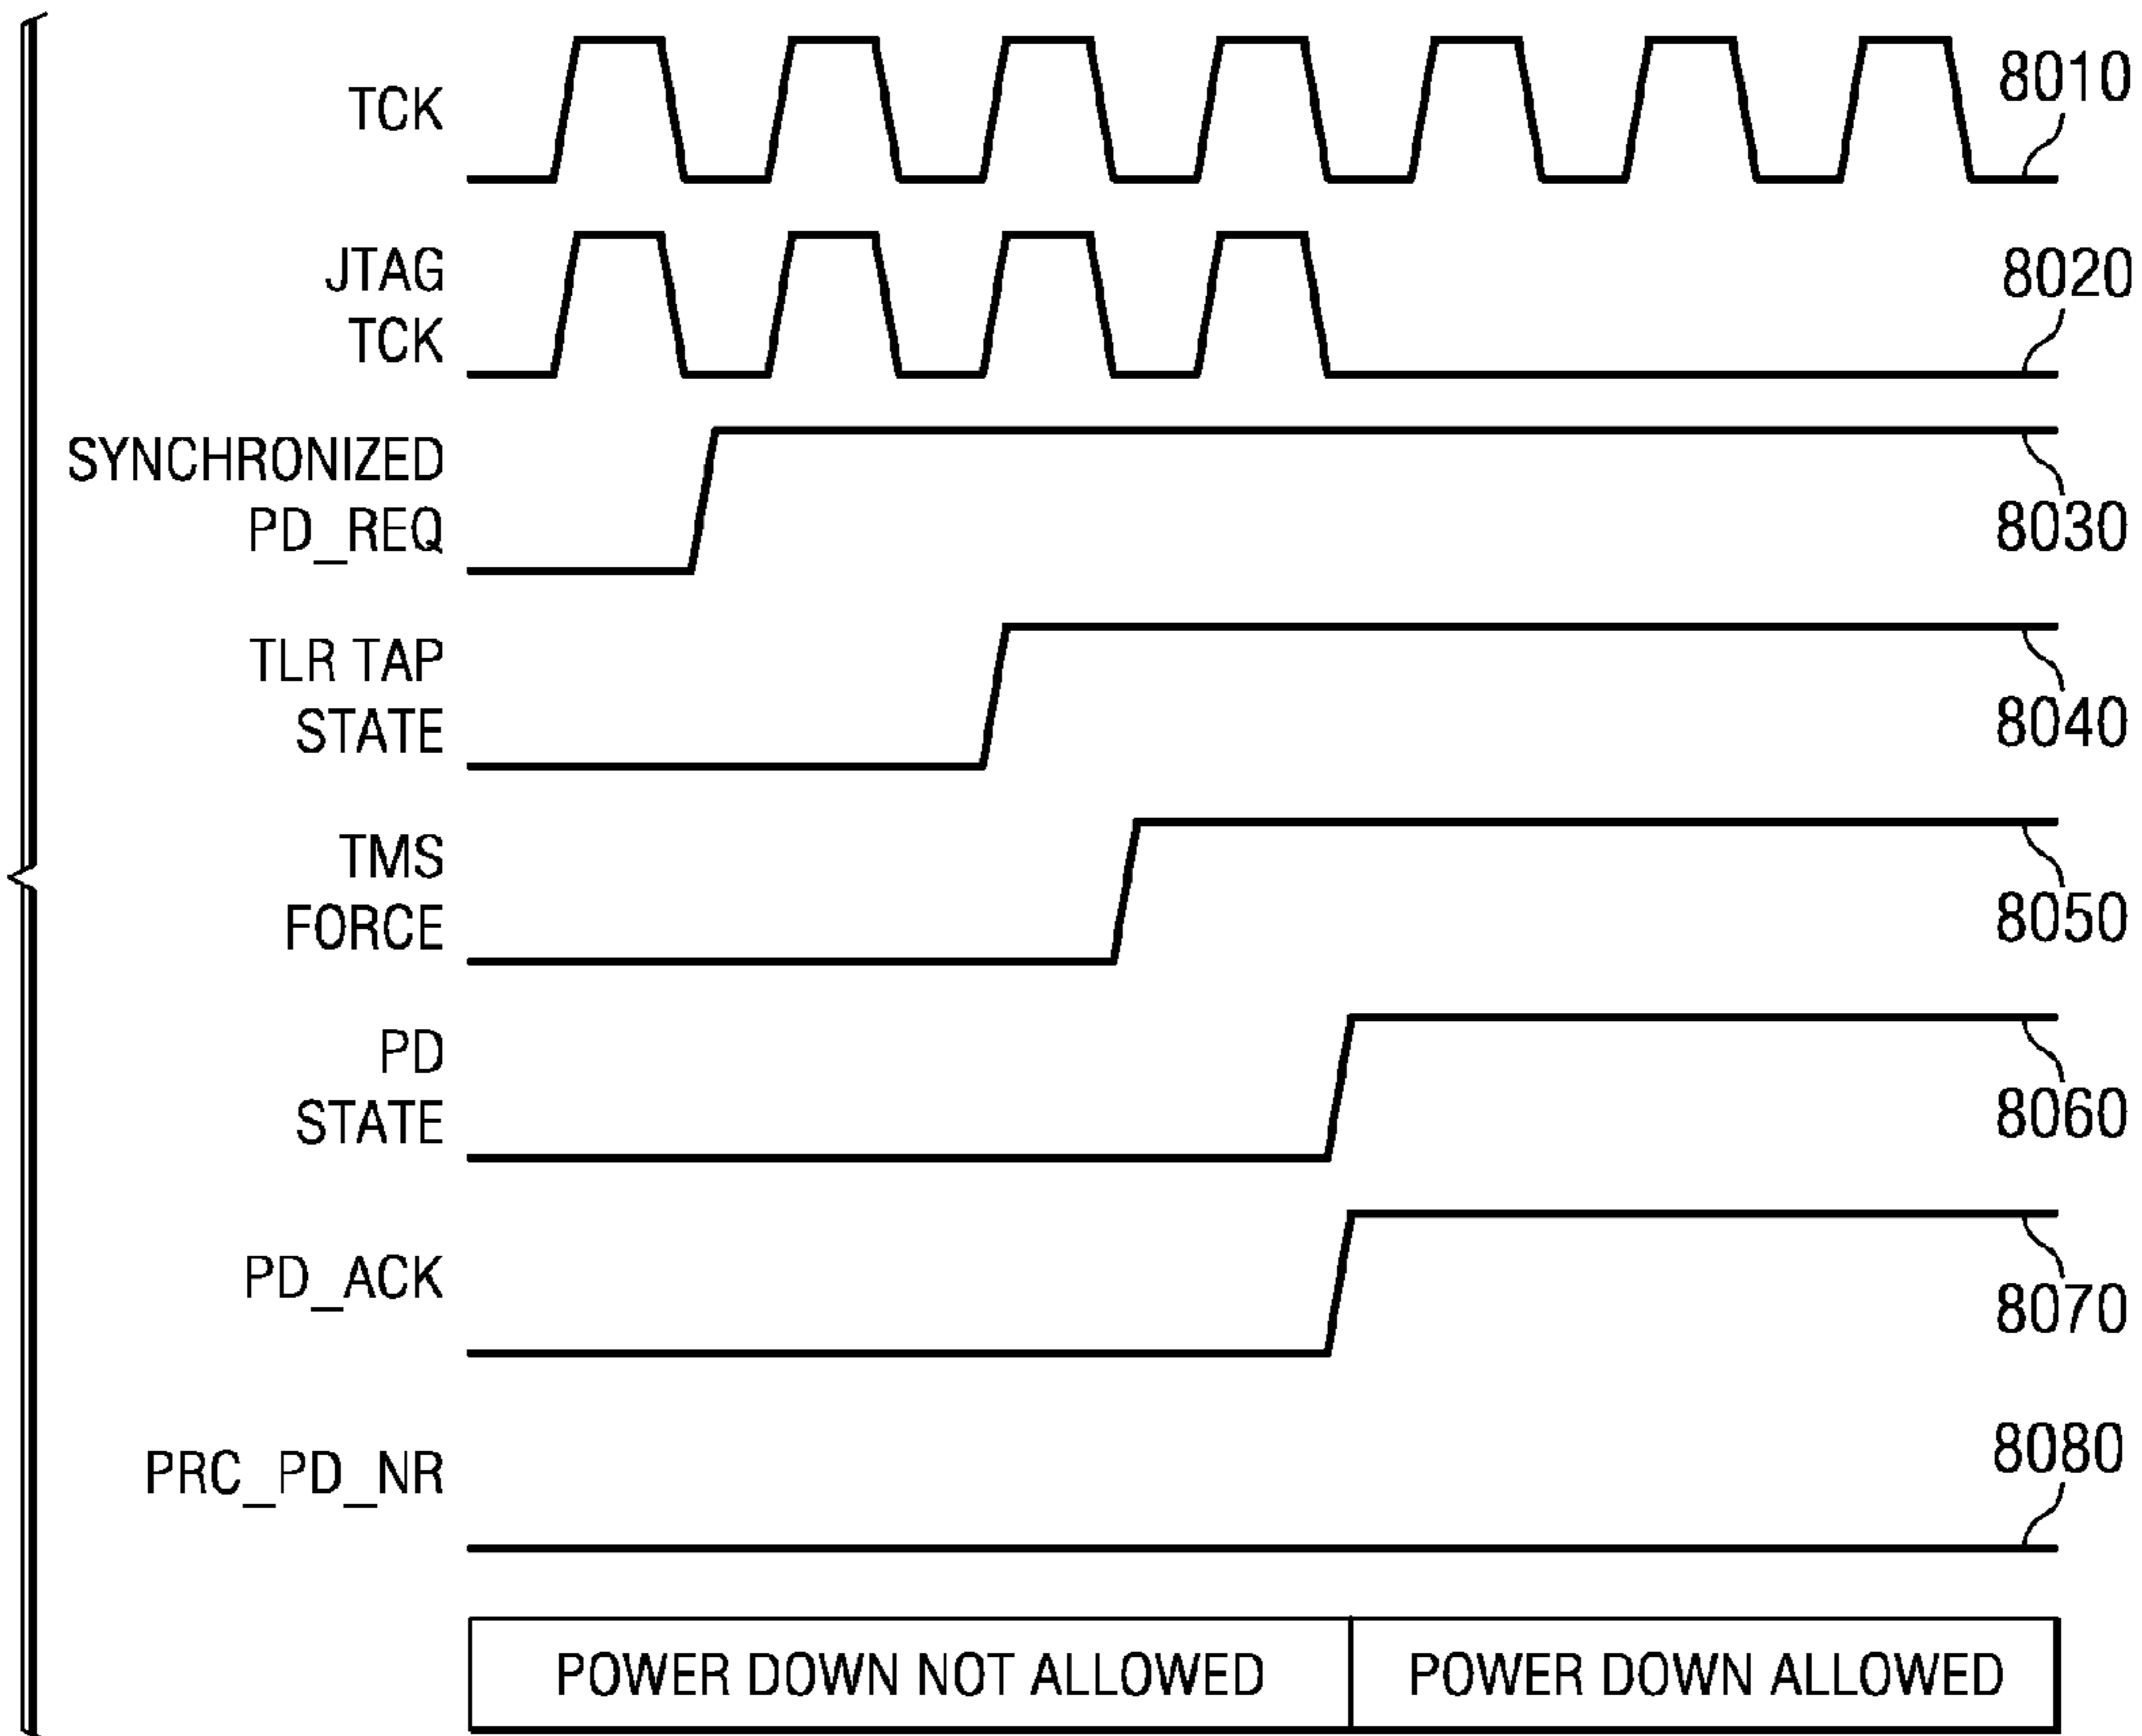 TCK
8010
JTAG
TCK
8020
SYNCHRONIZED
PD_REQ
8030
TLR TAP
STATE
8040
TMS
FORCE
8050
PD
STATE
8060
PD_ACK
8070
PRC_PD_NR
8080
POWER DOWN NOT ALLOWED
POWER DOWN ALLOWED